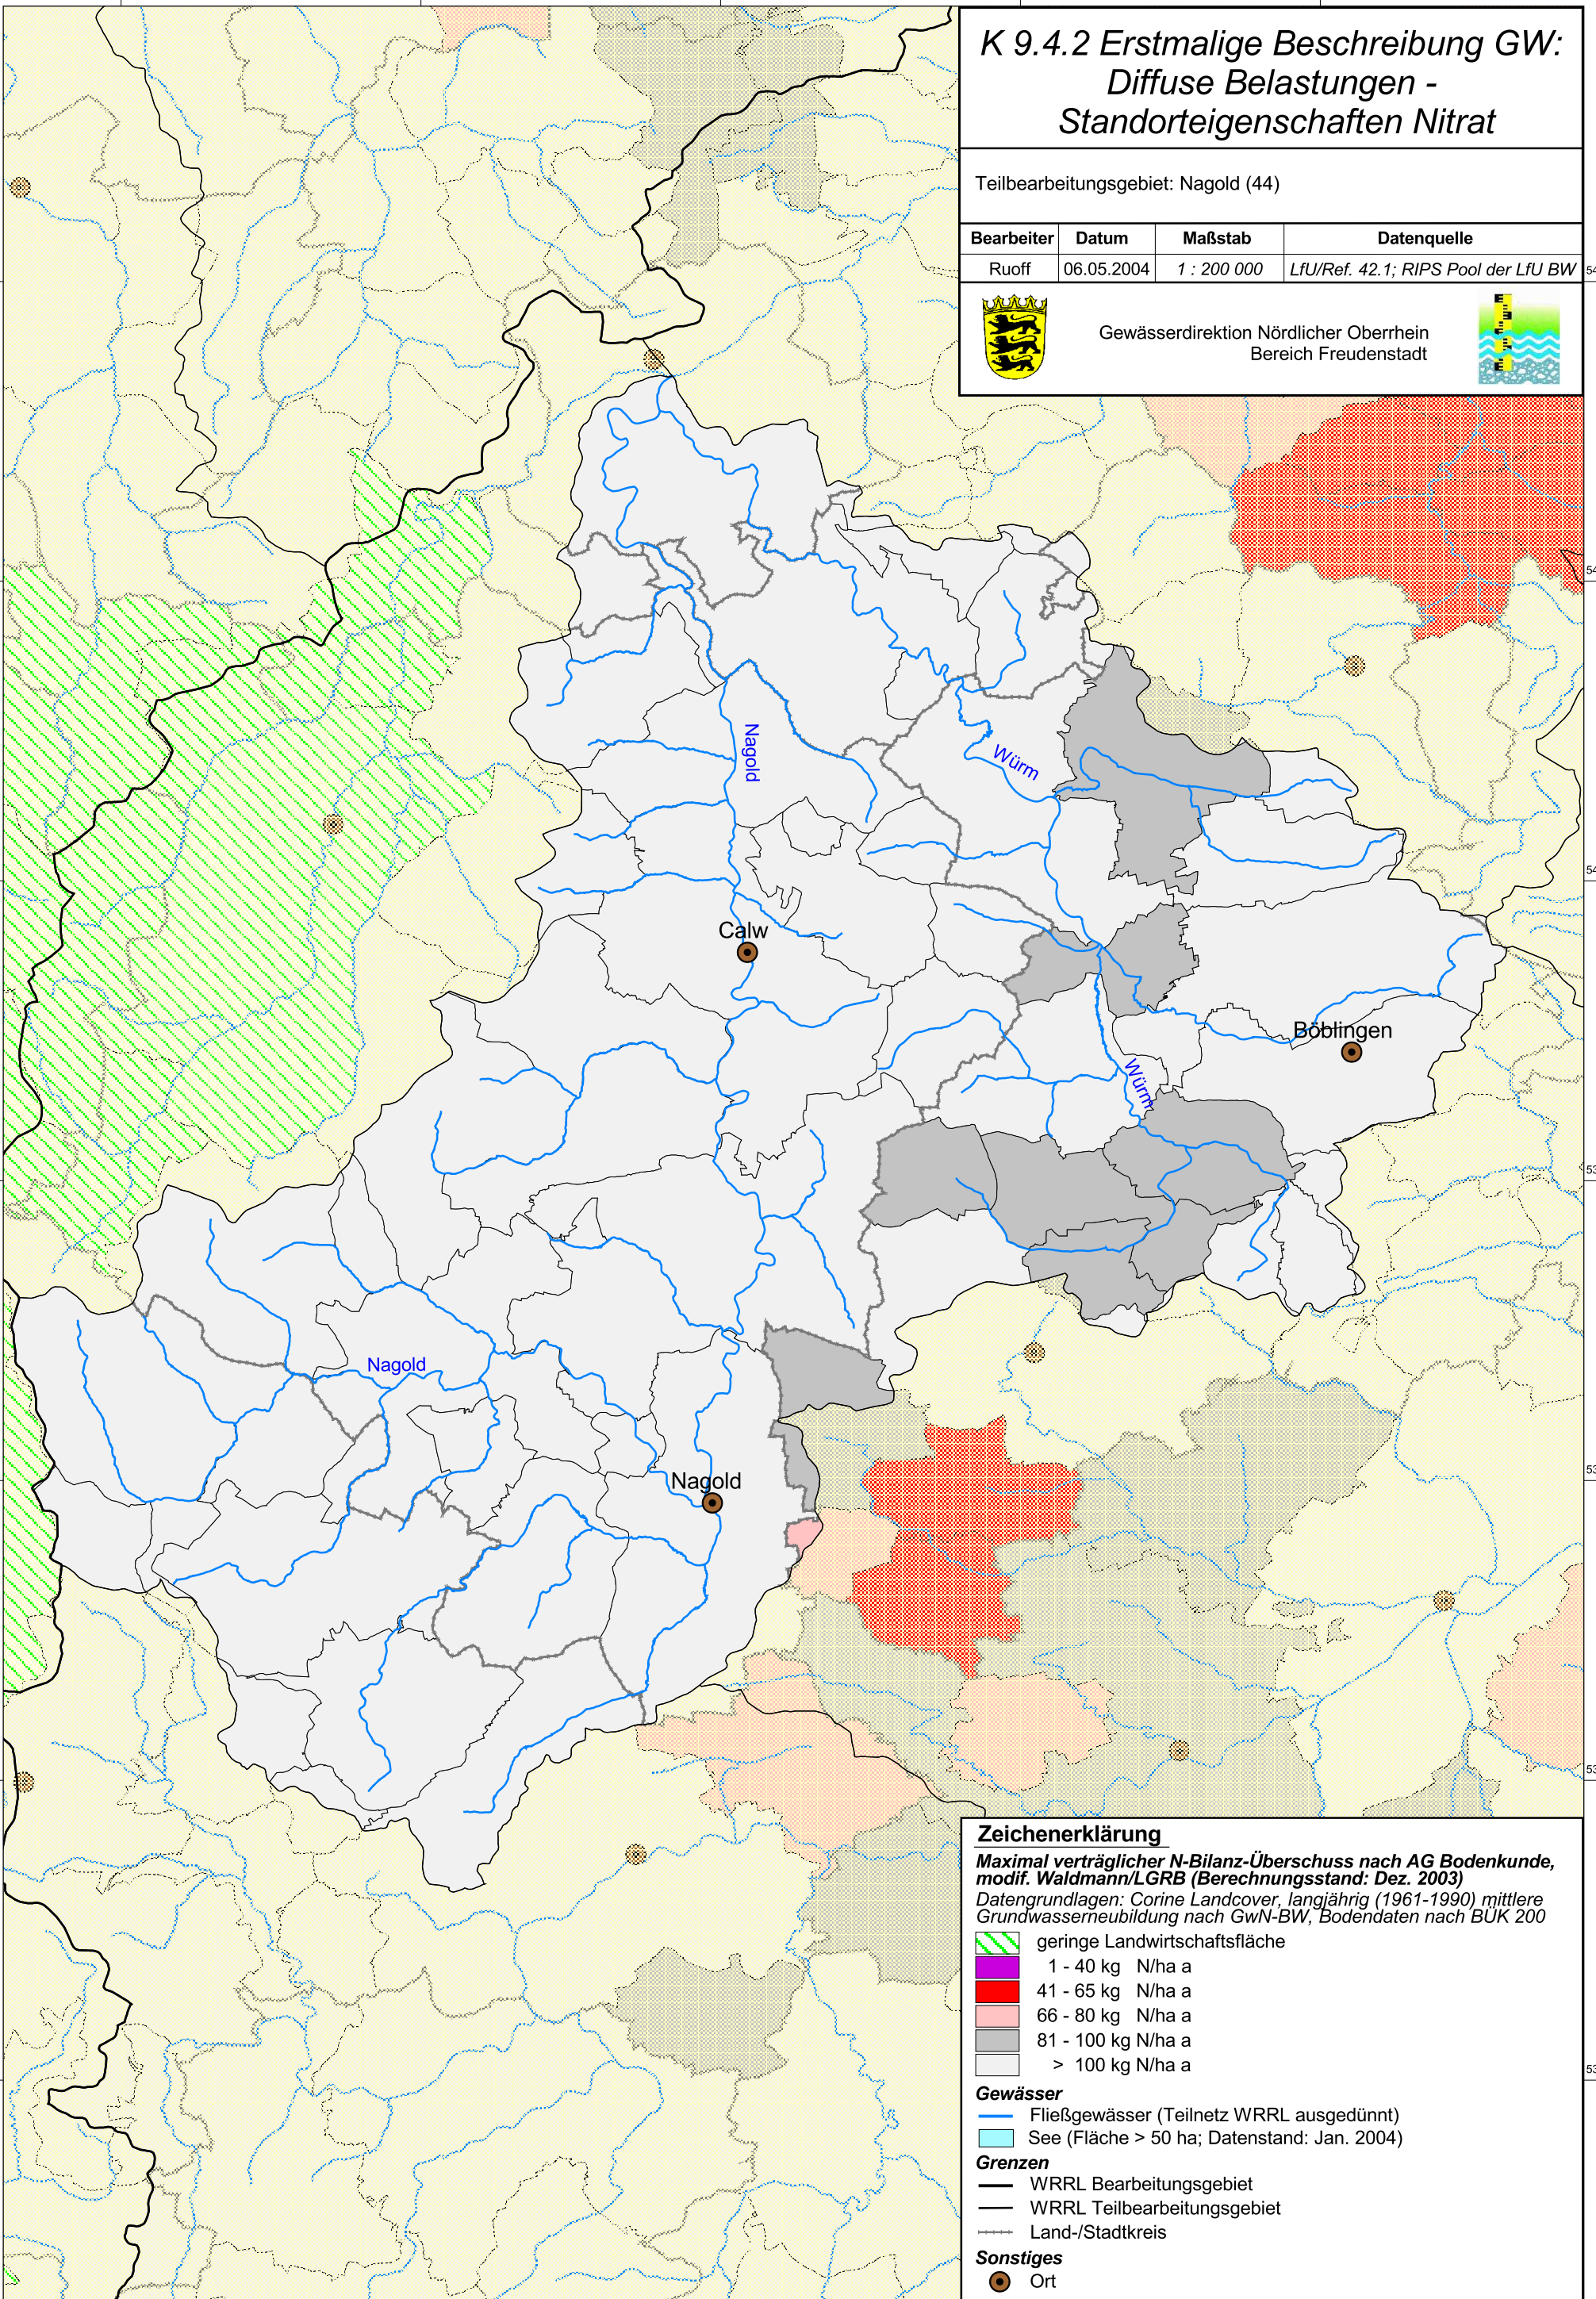 K 9.4.2 Erstmalige Beschreibung GW:
Diffuse Belastungen -
Standorteigenschaften Nitrat
Teilbearbeitungsgebiet: Nagold (44)
Bearbeiter Datum Maßstab Datenquelle
Ruoff 06.05.2004 1 : 200 000 LfU/Ref. 42.1; RIPS Pool der LfU BW
Gewässerdirektion Nördlicher Oberrhein
Bereich Freudenstadt
Nagold
Würm
Calw
Böblingen
Würm
Nagold
Nagold
Zeichenerklärung
Maximal verträglicher N-Bilanz-Überschuss nach AG Bodenkunde,
modif. Waldmann/LGRB (Berechnungsstand: Dez. 2003)
Datengrundlagen: Corine Landcover, langjährig (1961-1990) mittlere
Grundwasserneubildung nach GwN-BW, Bodendaten nach BÜK 200
geringe Landwirtschaftsfläche
1 - 40 kg N/ha a
41 - 65 kg N/ha a
66 - 80 kg N/ha a
81 - 100 kg N/ha a
> 100 kg N/ha a
Gewässer
Fließgewässer (Teilnetz WRRL ausgedünnt)
See (Fläche > 50 ha; Datenstand: Jan. 2004)
Grenzen
WRRL Bearbeitungsgebiet
WRRL Teilbearbeitungsgebiet
Land-/Stadtkreis
Sonstiges
Ort